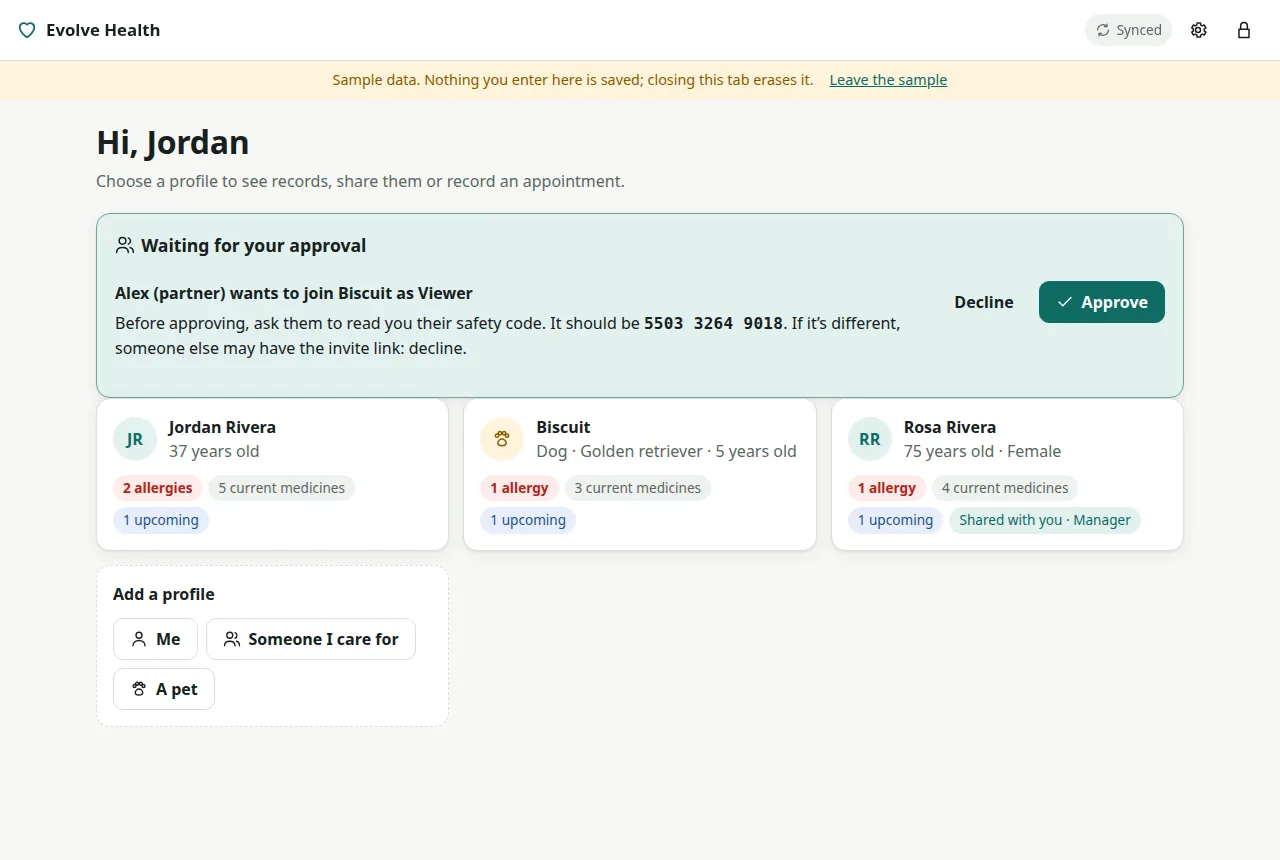 Evolve Health
Synced
Sample data. Nothing you enter here is saved; closing this tab erases it. Leave the sample
Hi, Jordan
Choose a profile to see records, share them or record an appointment.
Waiting for your approval
Alex (partner) wants to join Biscuit as Viewer
Before approving, ask them to read you their safety code. It should be 5503 3264 9018. If it’s different,
someone else may have the invite link: decline.
Decline
Approve
JR
Jordan Rivera
37 years old
2 allergies
5 current medicines
1 upcoming
Biscuit
Dog · Golden retriever · 5 years old
1 allergy
3 current medicines
1 upcoming
RR
Rosa Rivera
75 years old · Female
1 allergy
4 current medicines
1 upcoming
Shared with you · Manager
Add a profile
Me
Someone I care for
A pet